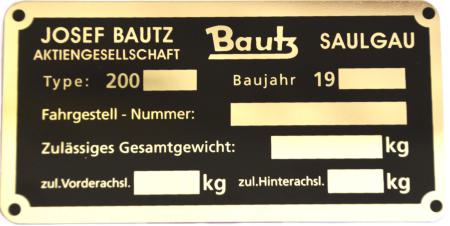 JOSEF BAUTZ Bautz SAULGAU
AKTIENGESELLSCHAFT
Type: 200 Baujahr 19
Fahrgestell - Nummer:
Zulässiges Gesamtgewicht: kg
zul.Vorderachsl. kg zul.Hinterachsl. kg